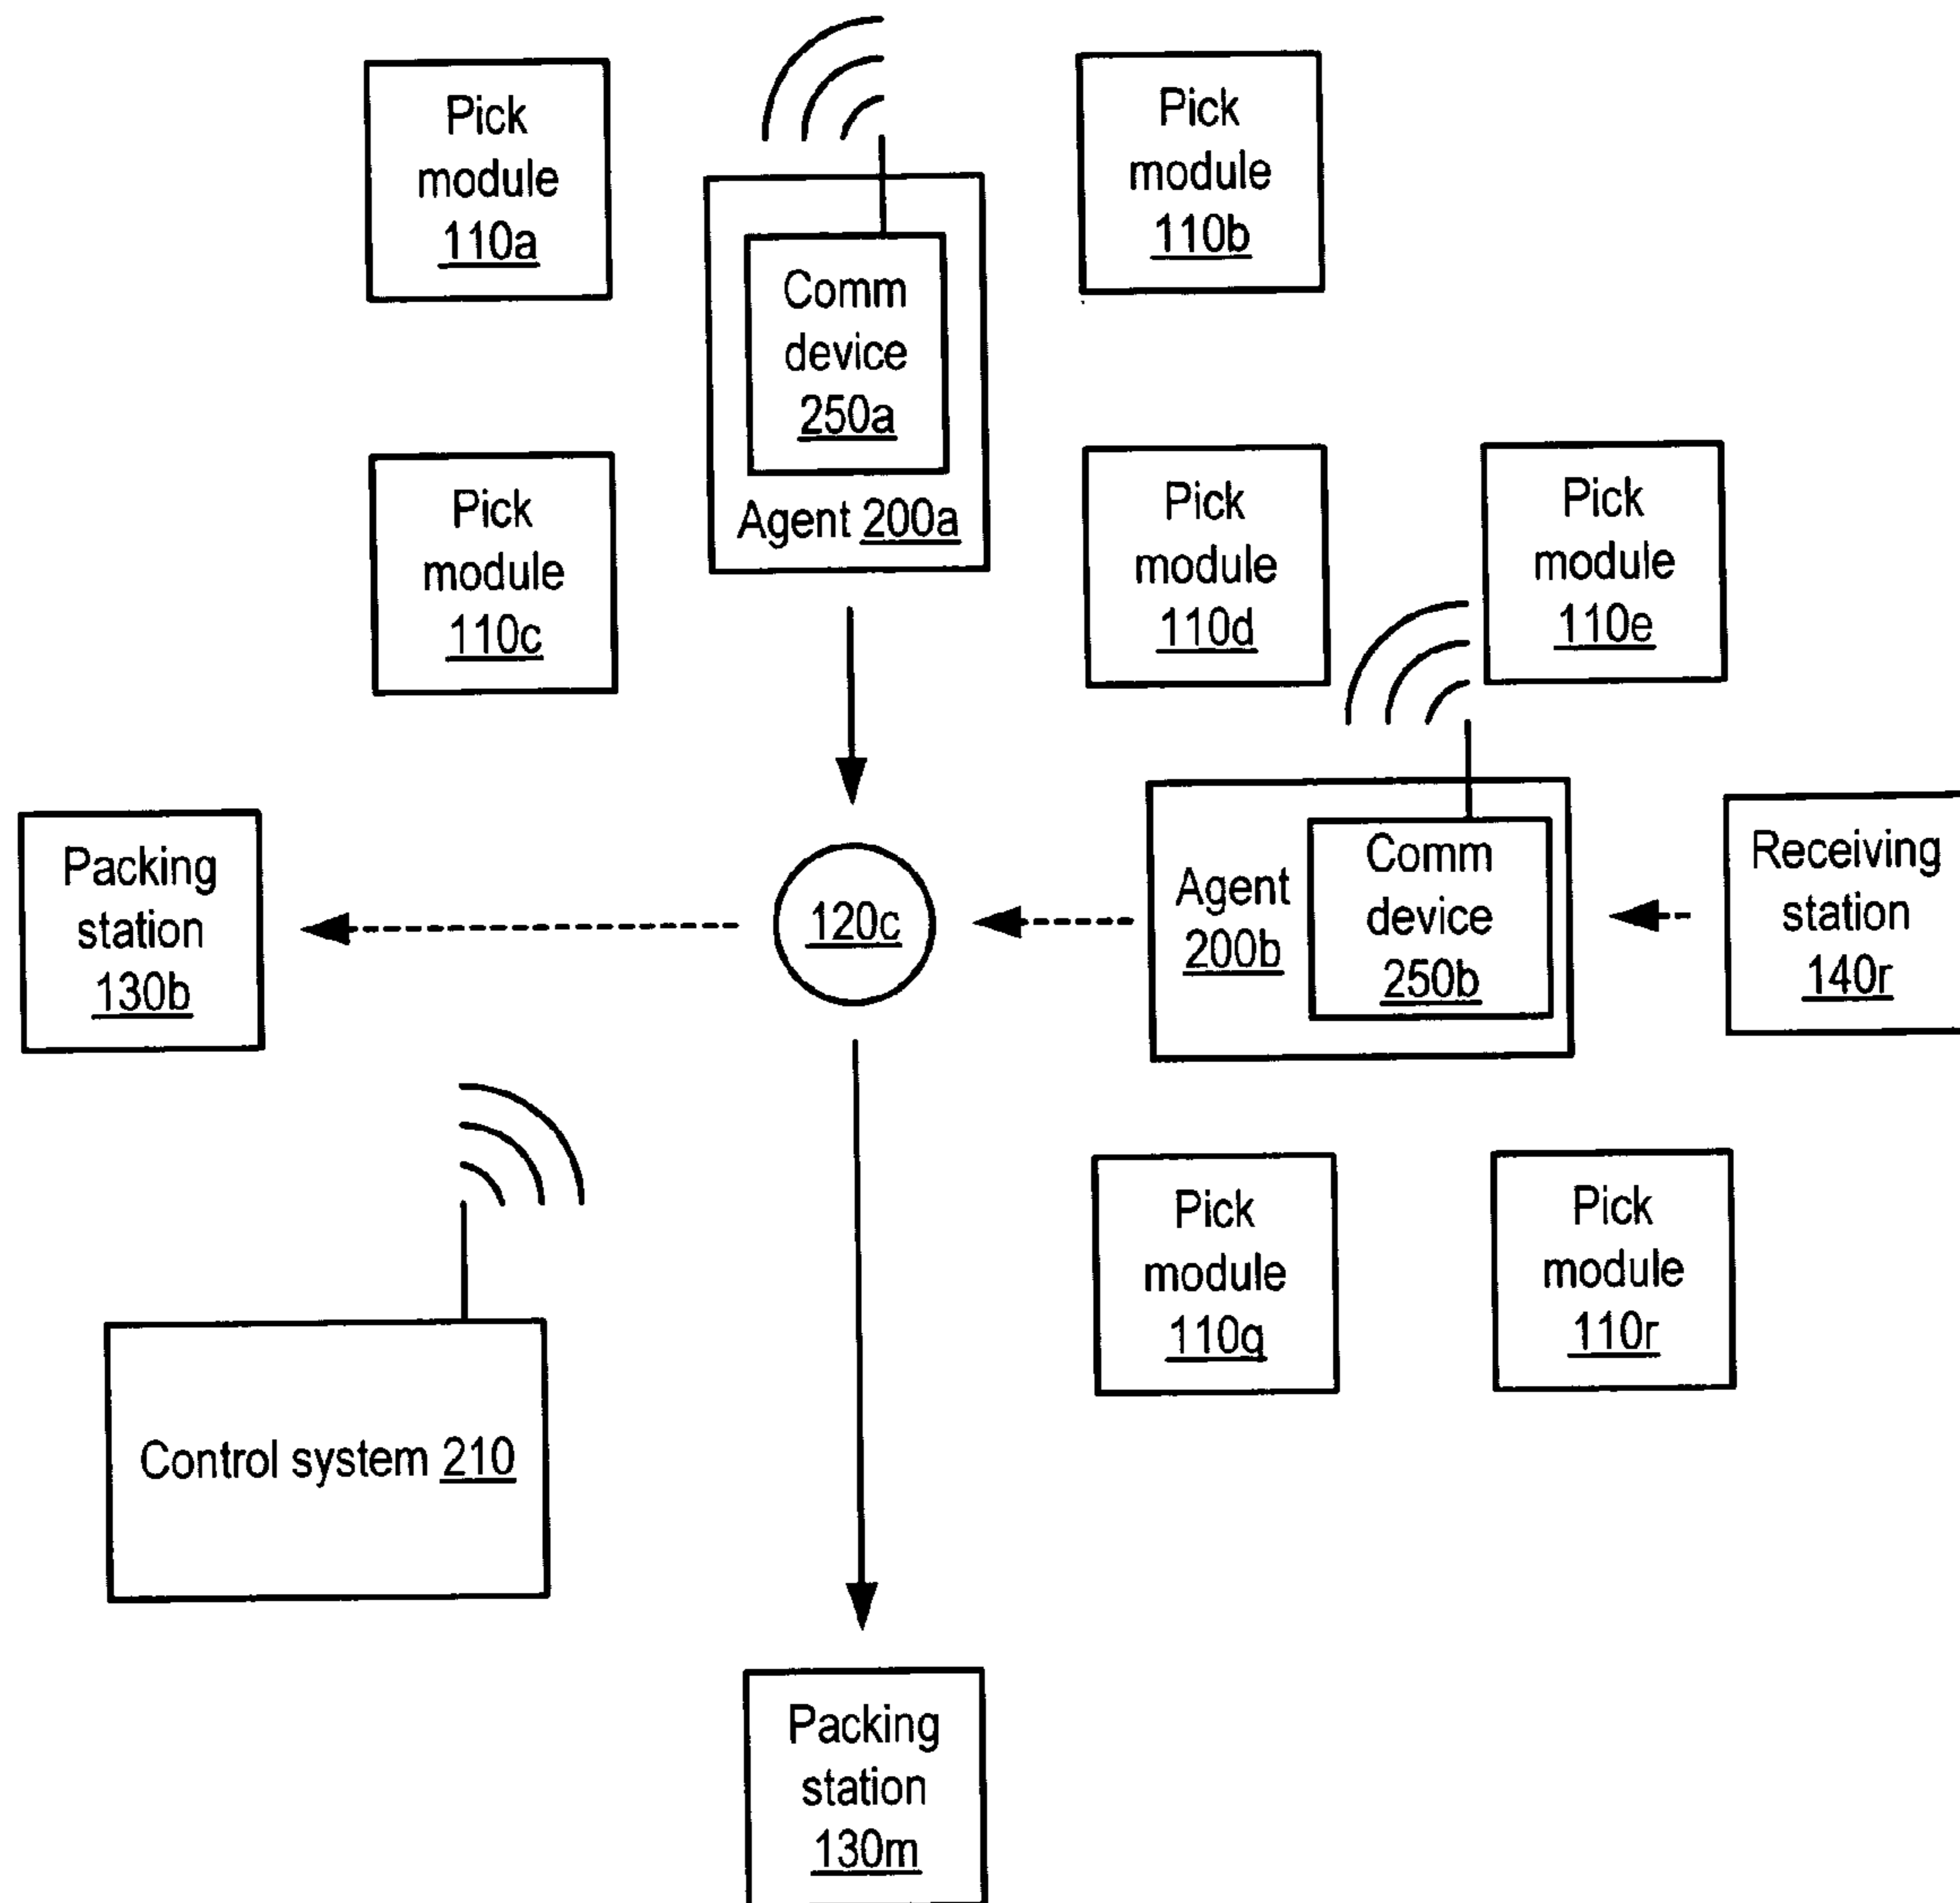 Pick
module
110a
Comm
device
250a
Agent 200a
Pick
module
110b
Pick
module
110c
Pick
module
110d
Pick
module
110e
Packing
station
130b
120c
Agent
200b
Comm
device
250b
Receiving
station
140r
Control system 210
Pick
module
110q
Pick
module
110r
Packing
station
130m